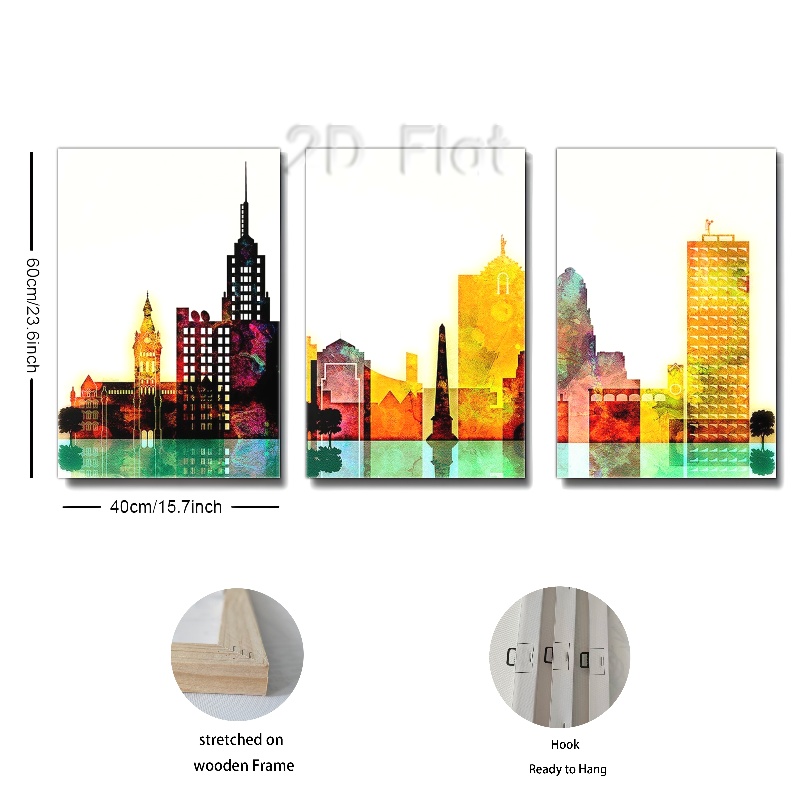 2D Flat
60cm/23.6inch
40cm/15.7inch
stretched on
wooden Frame
Hook
Ready to Hang